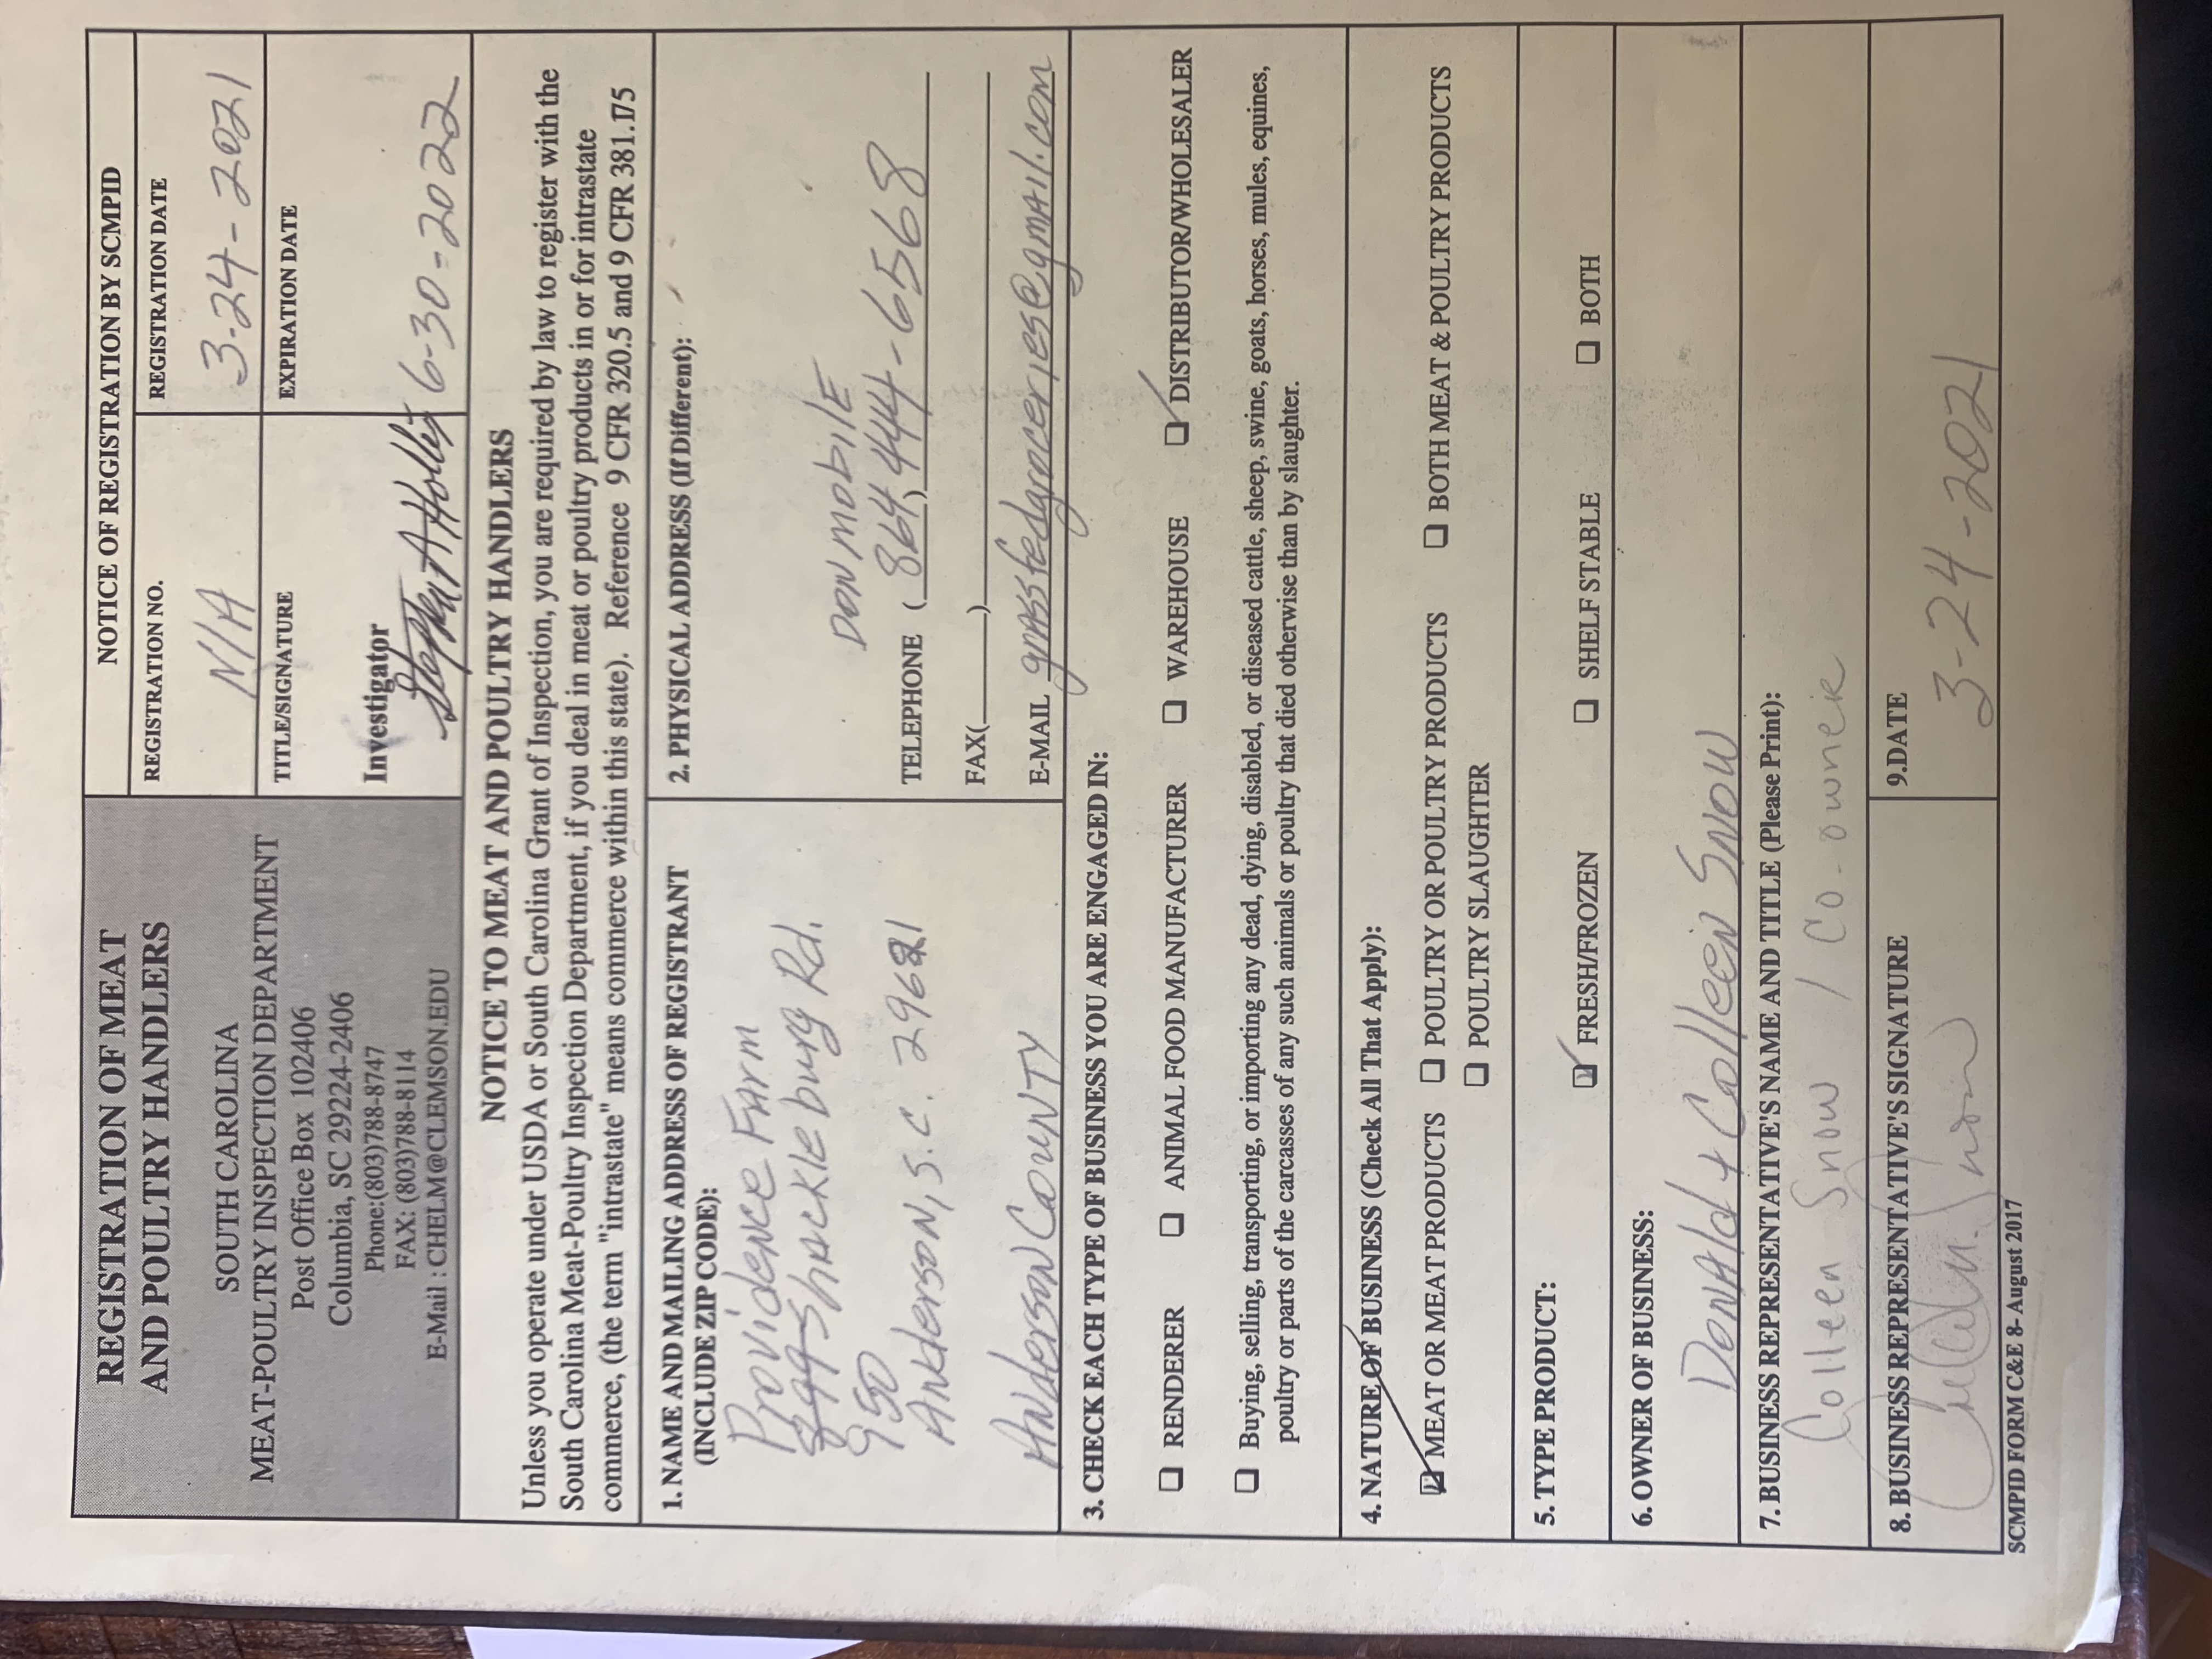 REGISTRATION OF MEAT
AND POULTRY HANDLERS
SOUTH CAROLINA
MEAT-POULTRY INSPECTION DEPARTMENT
Post Office Box 102406
Columbia, SC 29224-2406
Phone:(803)788-8747
FAX: (803)788-8114
E-Mail : CHELM@CLEMSON.EDU
NOTICE OF REGISTRATION BY SCMPID
REGISTRATION NO.
N/A
REGISTRATION DATE
3-24-2021
TITLE/SIGNATURE
Investigator
Stephen A Hollis
EXPIRATION DATE
6-30-2022
NOTICE TO MEAT AND POULTRY HANDLERS
Unless you operate under USDA or South Carolina Grant of Inspection, you are required by law to register with the
South Carolina Meat-Poultry Inspection Department, if you deal in meat or poultry products in or for intrastate
commerce, (the term "intrastate" means commerce within this state). Reference 9 CFR 320.5 and 9 CFR 381.175
1. NAME AND MAILING ADDRESS OF REGISTRANT
(INCLUDE ZIP CODE):
Providence Farm
Shackleburg Rd.
950
Anderson, S.C. 29621
Anderson County
2. PHYSICAL ADDRESS (If Different):
DON MobilE
TELEPHONE (864) 444-6568
FAX( )
E-MAIL grassfedgroceries@gmail.com
3. CHECK EACH TYPE OF BUSINESS YOU ARE ENGAGED IN:
RENDERER ANIMAL FOOD MANUFACTURER WAREHOUSE DISTRIBUTOR/WHOLESALER
Buying, selling, transporting, or importing any dead, dying, disabled, or diseased cattle, sheep, swine, goats, horses, mules, equines,
poultry or parts of the carcasses of any such animals or poultry that died otherwise than by slaughter.
4. NATURE OF BUSINESS (Check All That Apply):
MEAT OR MEAT PRODUCTS POULTRY OR POULTRY PRODUCTS BOTH MEAT & POULTRY PRODUCTS
POULTRY SLAUGHTER
5. TYPE PRODUCT:
FRESH/FROZEN SHELF STABLE BOTH
6. OWNER OF BUSINESS:
Donald & Colleen Snow
7. BUSINESS REPRESENTATIVE'S NAME AND TITLE (Please Print):
Colleen Snow / Co-owner
8. BUSINESS REPRESENTATIVE'S SIGNATURE
9.DATE
3-24-2021
SCMPID FORM C&E 8- August 2017